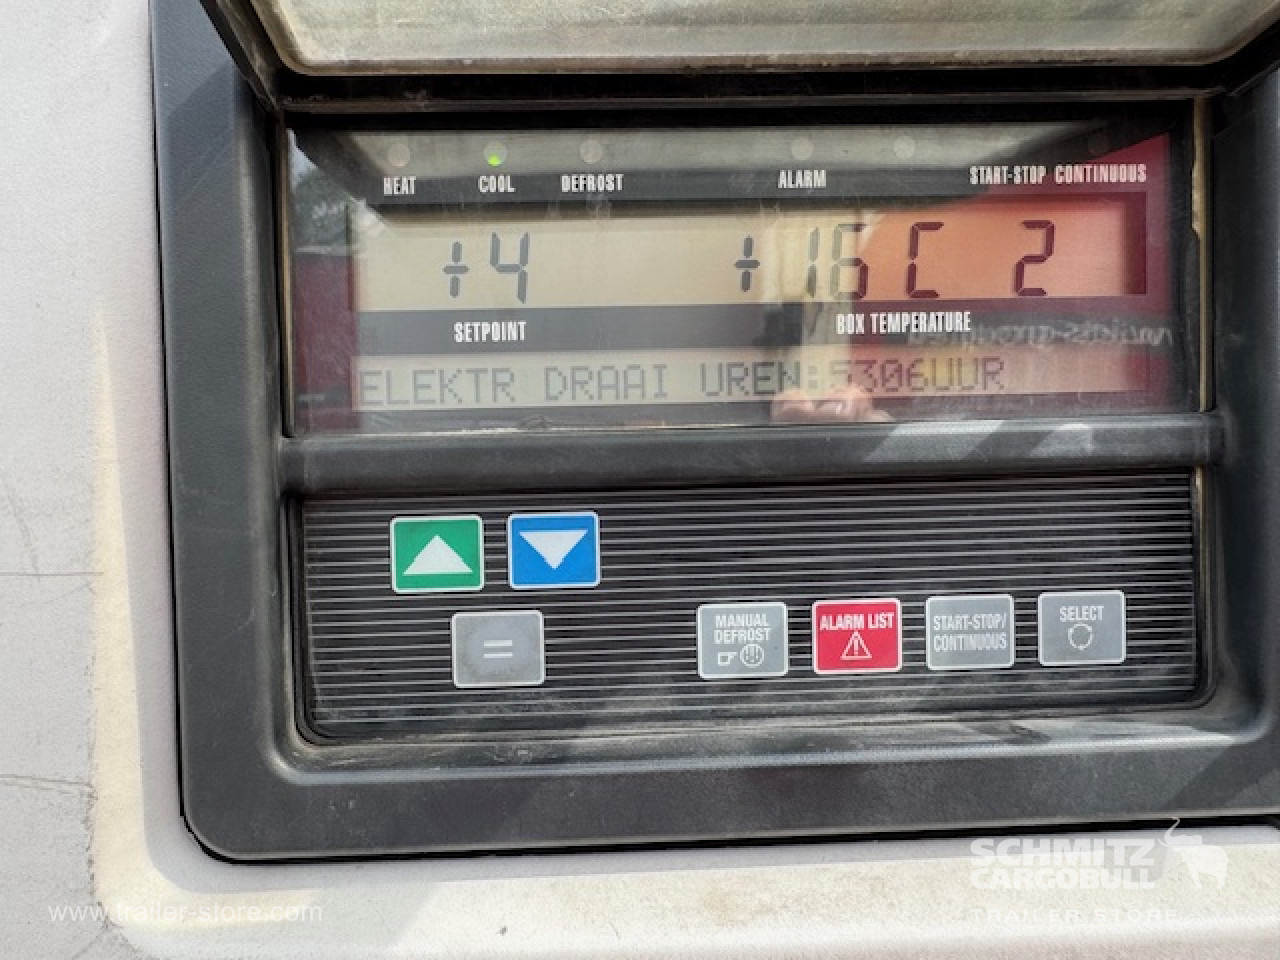 HEAT COOL DEFROST ALARM START-STOP CONTINUOUS
+4 +16 C 2
SETPOINT BOX TEMPERATURE
ELEKTR DRAAI UREN:5306UUR
=
MANUAL DEFROST
ALARM LIST
START-STOP/
CONTINUOUS
SELECT
SCHMITZ
CARGOBULL
TRAILER STORE
www.trailer-store.com